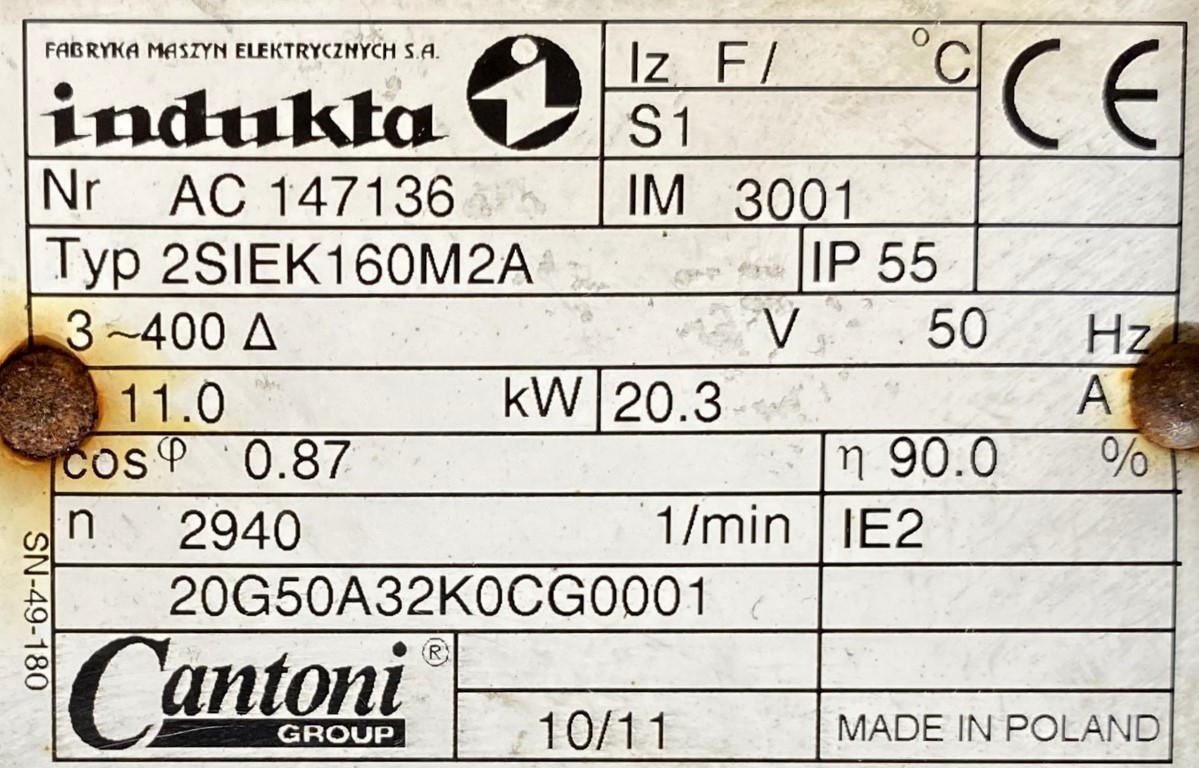 FABRYKA MASZYN ELEKTRYCZNYCH S.A.
indukta
Iz F/ °C
S1
CE
Nr AC 147136
IM 3001
Typ 2SIEK160M2A
IP 55
3 ~400 Δ V 50 Hz
11.0 kW
20.3 A
cos φ 0.87
η 90.0 %
n 2940 1/min
IE2
20G50A32K0CG0001
SN-49-180
Cantoni ®
GROUP
10/11
MADE IN POLAND